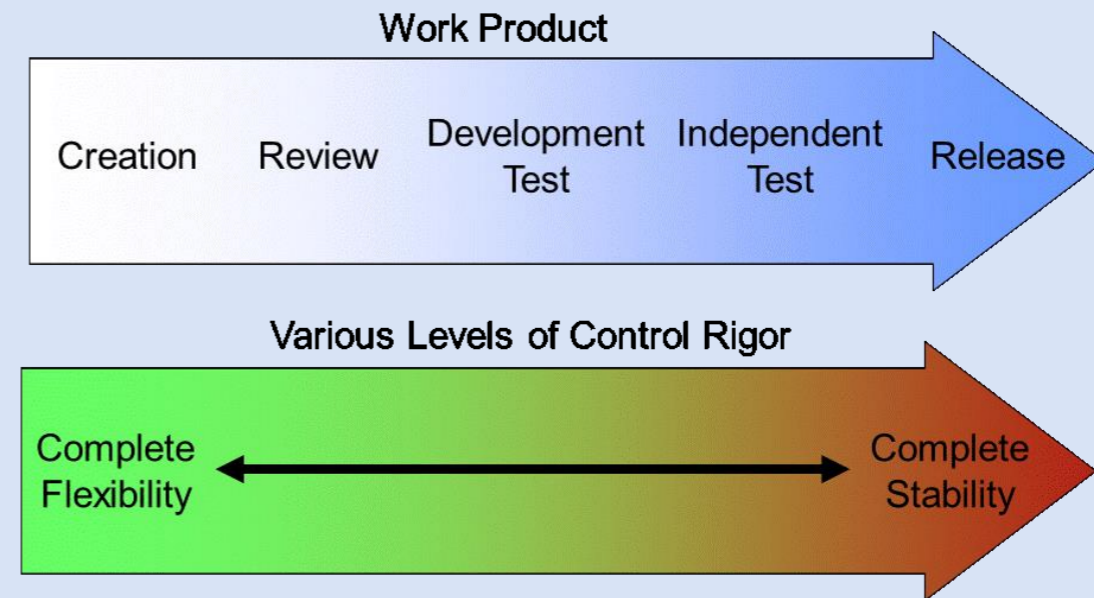 Work Product
Creation
Review
Development
Test
Independent
Test
Release
Various Levels of Control Rigor
Complete
Flexibility
Complete
Stability